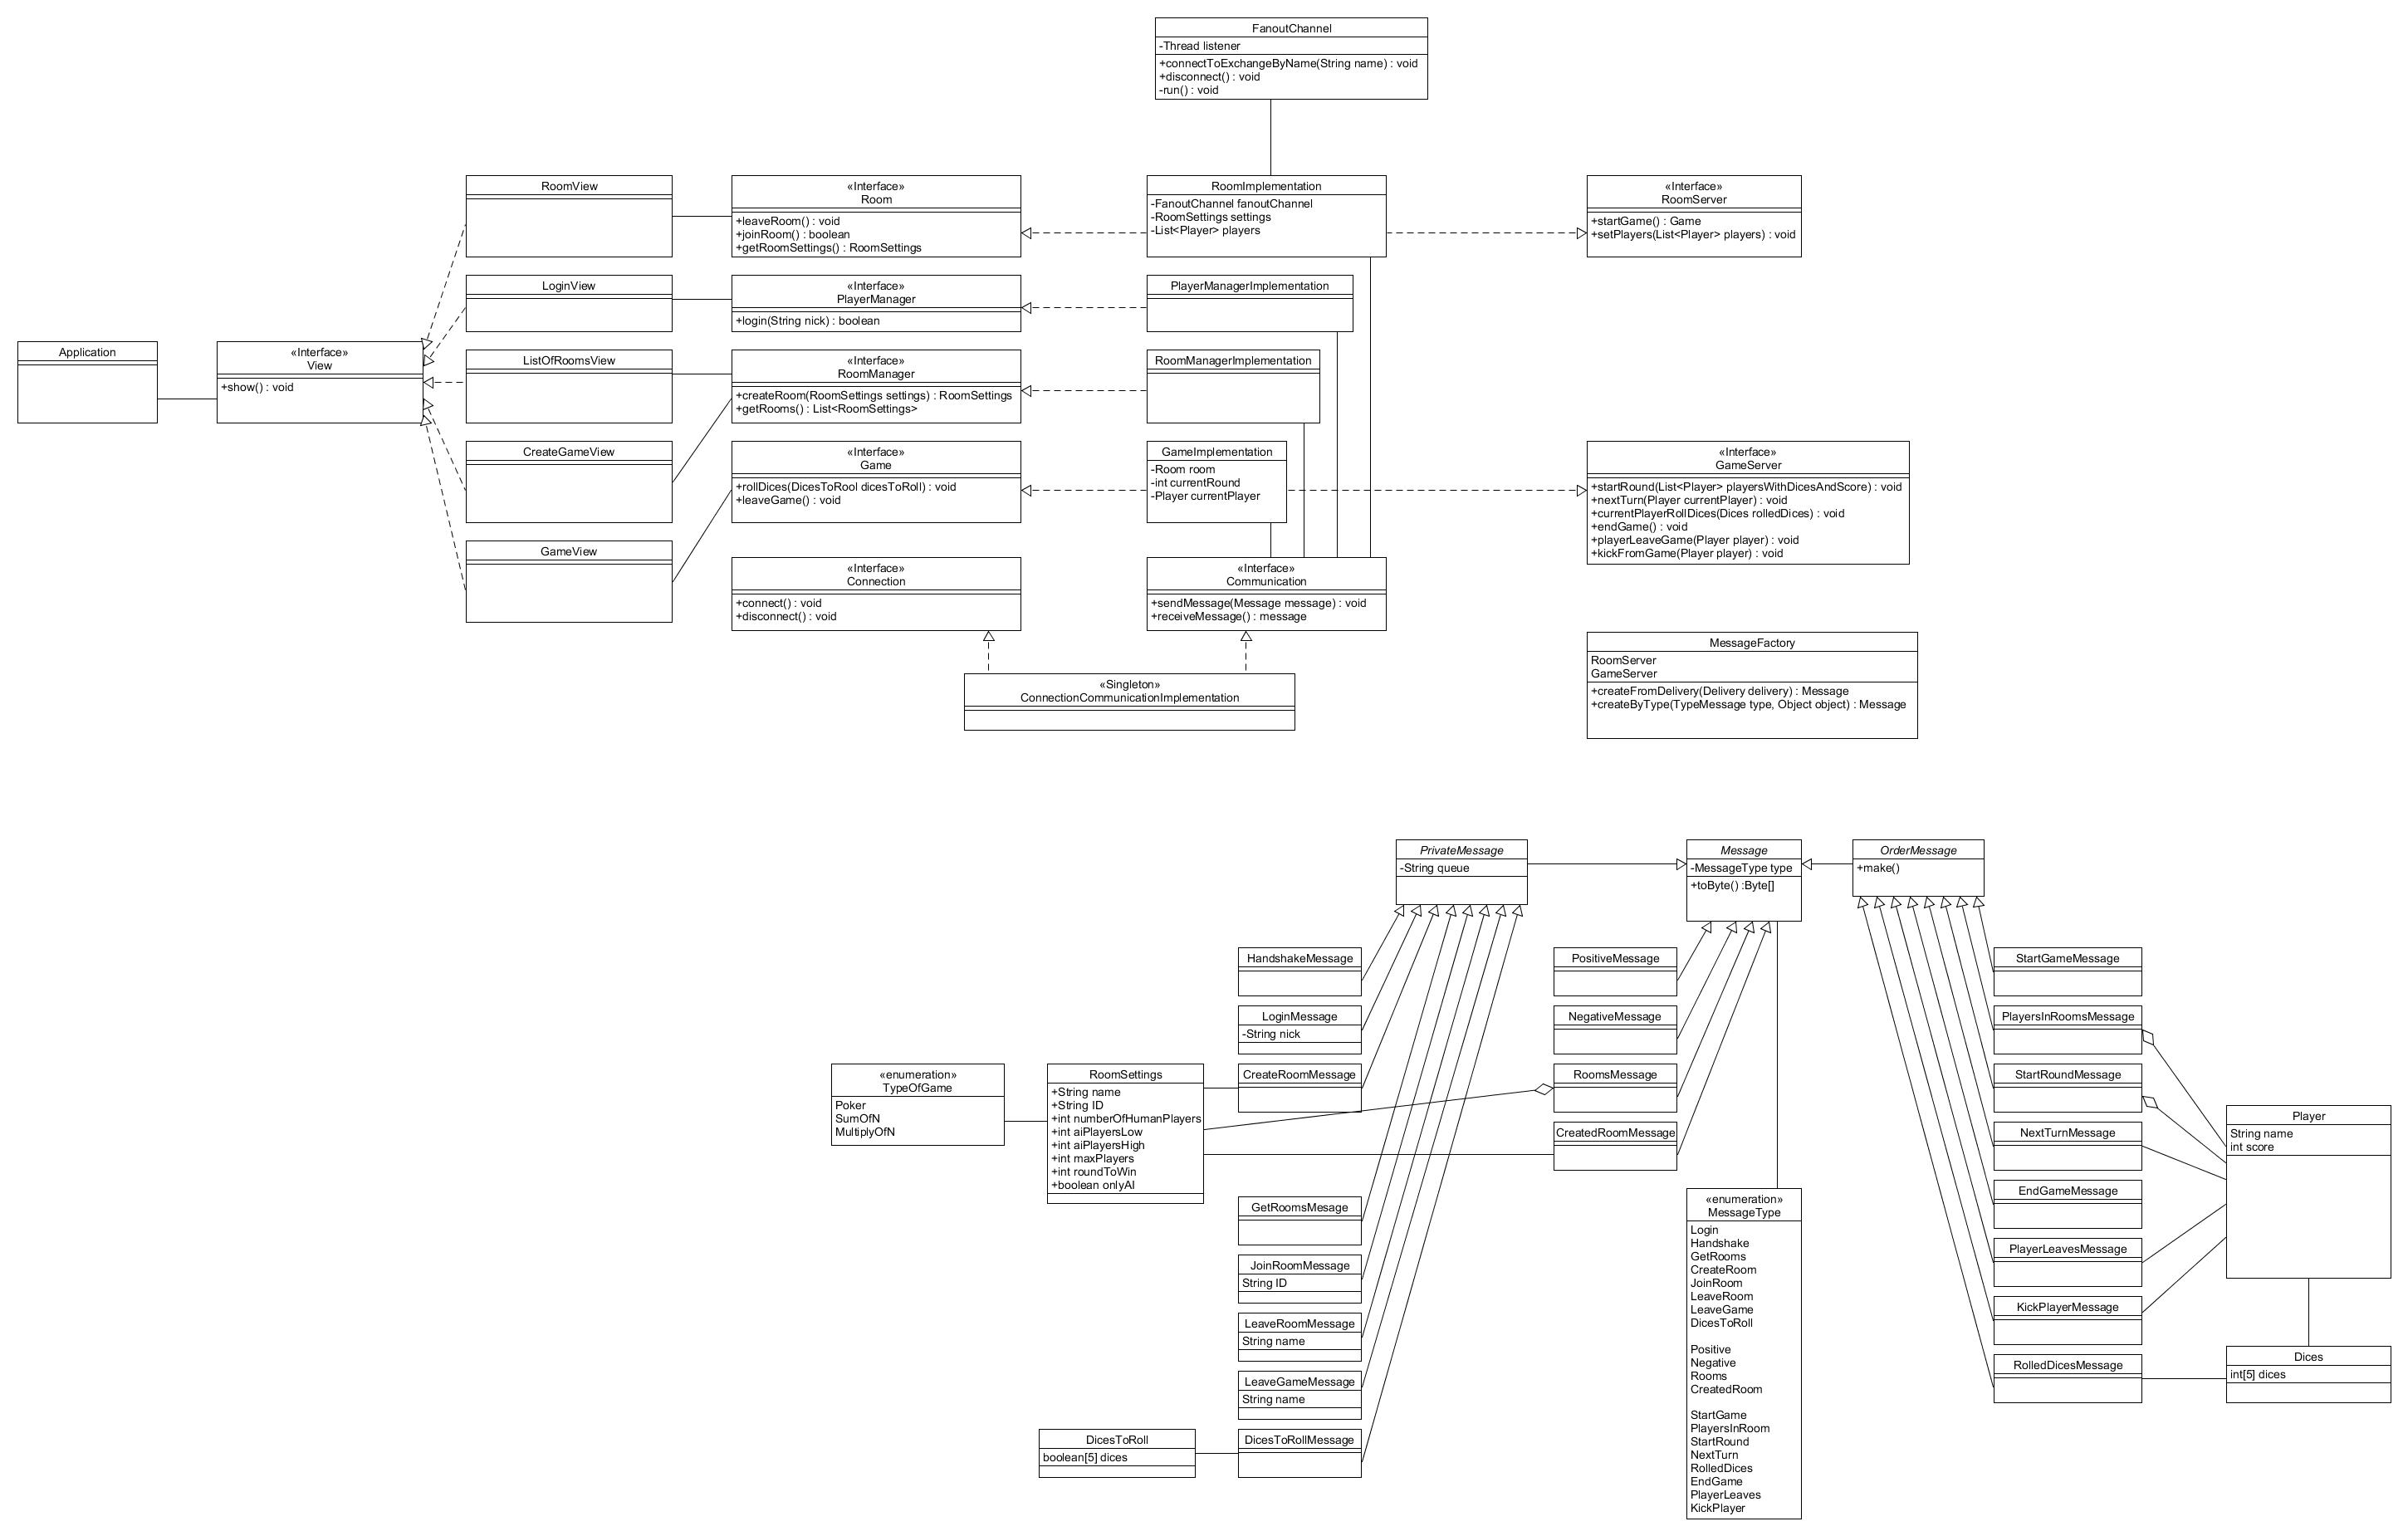 FanoutChannel
-Thread listener
+connectToExchangeByName(String name) : void
+disconnect() : void
-run() : void
RoomView
«Interface»
Room
+leaveRoom() : void
+joinRoom() : boolean
+getRoomSettings() : RoomSettings
RoomImplementation
-FanoutChannel fanoutChannel
-RoomSettings settings
-List<Player> players
«Interface»
RoomServer
+startGame() : Game
+setPlayers(List<Player> players) : void
LoginView
«Interface»
PlayerManager
+login(String nick) : boolean
PlayerManagerImplementation
Application
«Interface»
View
+show() : void
ListOfRoomsView
«Interface»
RoomManager
+createRoom(RoomSettings settings) : RoomSettings
+getRooms() : List<RoomSettings>
RoomManagerImplementation
CreateGameView
«Interface»
Game
+rollDices(DicesToRool dicesToRoll) : void
+leaveGame() : void
GameImplementation
-Room room
-int currentRound
-Player currentPlayer
«Interface»
GameServer
+startRound(List<Player> playersWithDicesAndScore) : void
+nextTurn(Player currentPlayer) : void
+currentPlayerRollDices(Dices rolledDices) : void
+endGame() : void
+playerLeaveGame(Player player) : void
+kickFromGame(Player player) : void
GameView
«Interface»
Connection
+connect() : void
+disconnect() : void
«Interface»
Communication
+sendMessage(Message message) : void
+receiveMessage() : message
«Singleton»
ConnectionCommunicationImplementation
MessageFactory
RoomServer
GameServer
+createFromDelivery(Delivery delivery) : Message
+createByType(TypeMessage type, Object object) : Message
PrivateMessage
-String queue
Message
-MessageType type
+toByte() :Byte[]
OrderMessage
+make()
HandshakeMessage
LoginMessage
-String nick
CreateRoomMessage
PositiveMessage
NegativeMessage
RoomsMessage
CreatedRoomMessage
StartGameMessage
PlayersInRoomsMessage
StartRoundMessage
NextTurnMessage
EndGameMessage
PlayerLeavesMessage
KickPlayerMessage
RolledDicesMessage
«enumeration»
TypeOfGame
Poker
SumOfN
MultiplyOfN
RoomSettings
+String name
+String ID
+int numberOfHumanPlayers
+int aiPlayersLow
+int aiPlayersHigh
+int maxPlayers
+int roundToWin
+boolean onlyAI
Player
String name
int score
GetRoomsMesage
JoinRoomMessage
String ID
LeaveRoomMessage
String name
LeaveGameMessage
String name
DicesToRoll
boolean[5] dices
DicesToRollMessage
«enumeration»
MessageType
Login
Handshake
GetRooms
CreateRoom
JoinRoom
LeaveRoom
LeaveGame
DicesToRoll
Positive
Negative
Rooms
CreatedRoom
StartGame
PlayersInRoom
StartRound
NextTurn
RolledDices
EndGame
PlayerLeaves
KickPlayer
Dices
int[5] dices